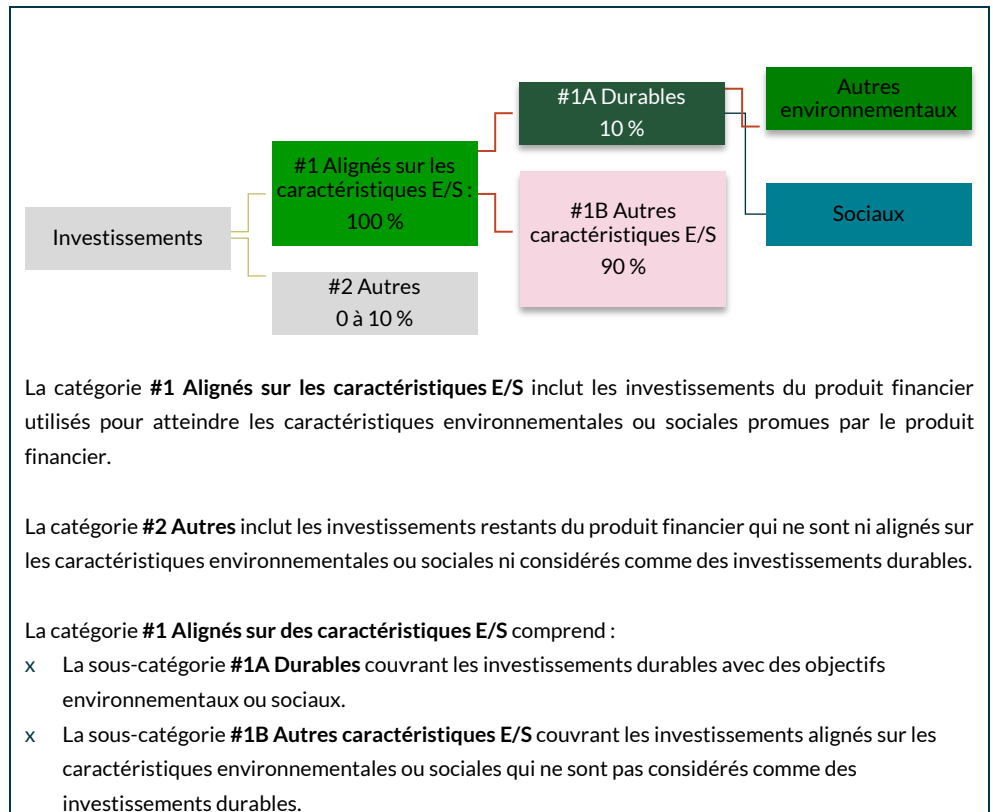 Investissements
#1 Alignés sur les
caractéristiques E/S :
100 %
#2 Autres
0 à 10 %
#1A Durables
10 %
#1B Autres
caractéristiques E/S
90 %
Autres
environnementaux
Sociaux
La catégorie #1 Alignés sur les caractéristiques E/S inclut les investissements du produit financier
utilisés pour atteindre les caractéristiques environnementales ou sociales promues par le produit
financier.
La catégorie #2 Autres inclut les investissements restants du produit financier qui ne sont ni alignés sur
les caractéristiques environnementales ou sociales ni considérés comme des investissements durables.
La catégorie #1 Alignés sur des caractéristiques E/S comprend :
x La sous-catégorie #1A Durables couvrant les investissements durables avec des objectifs
environnementaux ou sociaux.
x La sous-catégorie #1B Autres caractéristiques E/S couvrant les investissements alignés sur les
caractéristiques environnementales ou sociales qui ne sont pas considérés comme des
investissements durables.